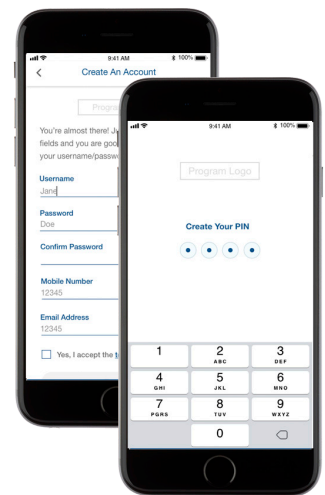 9:41 AM
100%
Create An Account
Progra
You're almost there! Ju
fields and you are goo
your username/passw
Username
Jane
Password
Doe
Confirm Password
Mobile Number
12345
Email Address
12345
Yes, I accept the t
9:41 AM
100%
Program Logo
Create Your PIN
1
2
3
ABC
DEF
4
5
6
GHI
JKL
MNO
7
8
9
PGRS
TUV
WXYZ
0